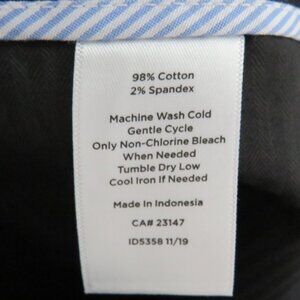 98% Cotton
2% Spandex
Machine Wash Cold
Gentle Cycle
Only Non-Chlorine Bleach
When Needed
Tumble Dry Low
Cool Iron If Needed
Made In Indonesia
CA# 23147
ID5358 11/19